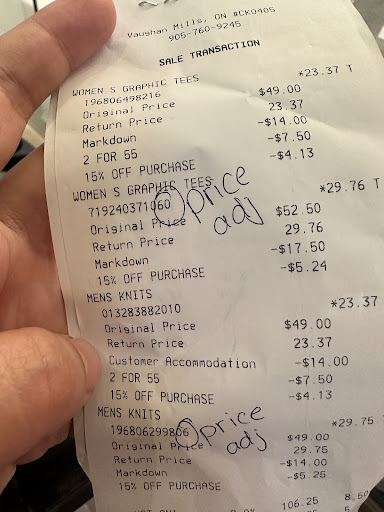 Vaughan Mills, ON #CK0405
905-760-9245
SALE TRANSACTION
WOMEN S GRAPHIC TEES *23.37 T
196806498216
Original Price $49.00
Return Price 23.37
Markdown -$14.00
2 FOR 55 -$7.50
15% OFF PURCHASE -$4.13
WOMEN S GRAPHIC TEES *29.76 T
719240371060 price adj
Original Price $52.50
Return Price 29.76
Markdown -$17.50
15% OFF PURCHASE -$5.24
MENS KNITS *23.37
013283882010
Original Price $49.00
Return Price 23.37
Customer Accommodation -$14.00
2 FOR 55 -$7.50
15% OFF PURCHASE -$4.13
MENS KNITS *29.75
196806299806 price adj
Original Price $49.00
Return Price 29.75
Markdown -$14.00
15% OFF PURCHASE -$5.25
106.25 8.50